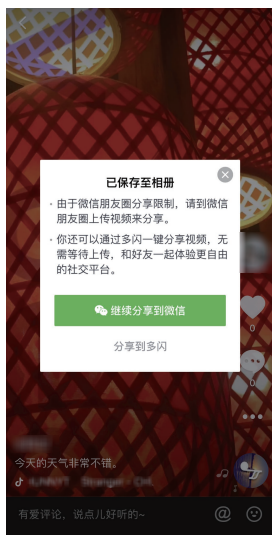 已保存至相册
· 由于微信朋友圈分享限制，请到微信
朋友圈上传视频来分享。
· 你还可以通过多闪一键分享视频，无
需等待上传，和好友一起体验更自由
的社交平台。
继续分享到微信
分享到多闪
0
0
今天的天气非常不错。
有爱评论，说点儿好听的~
@